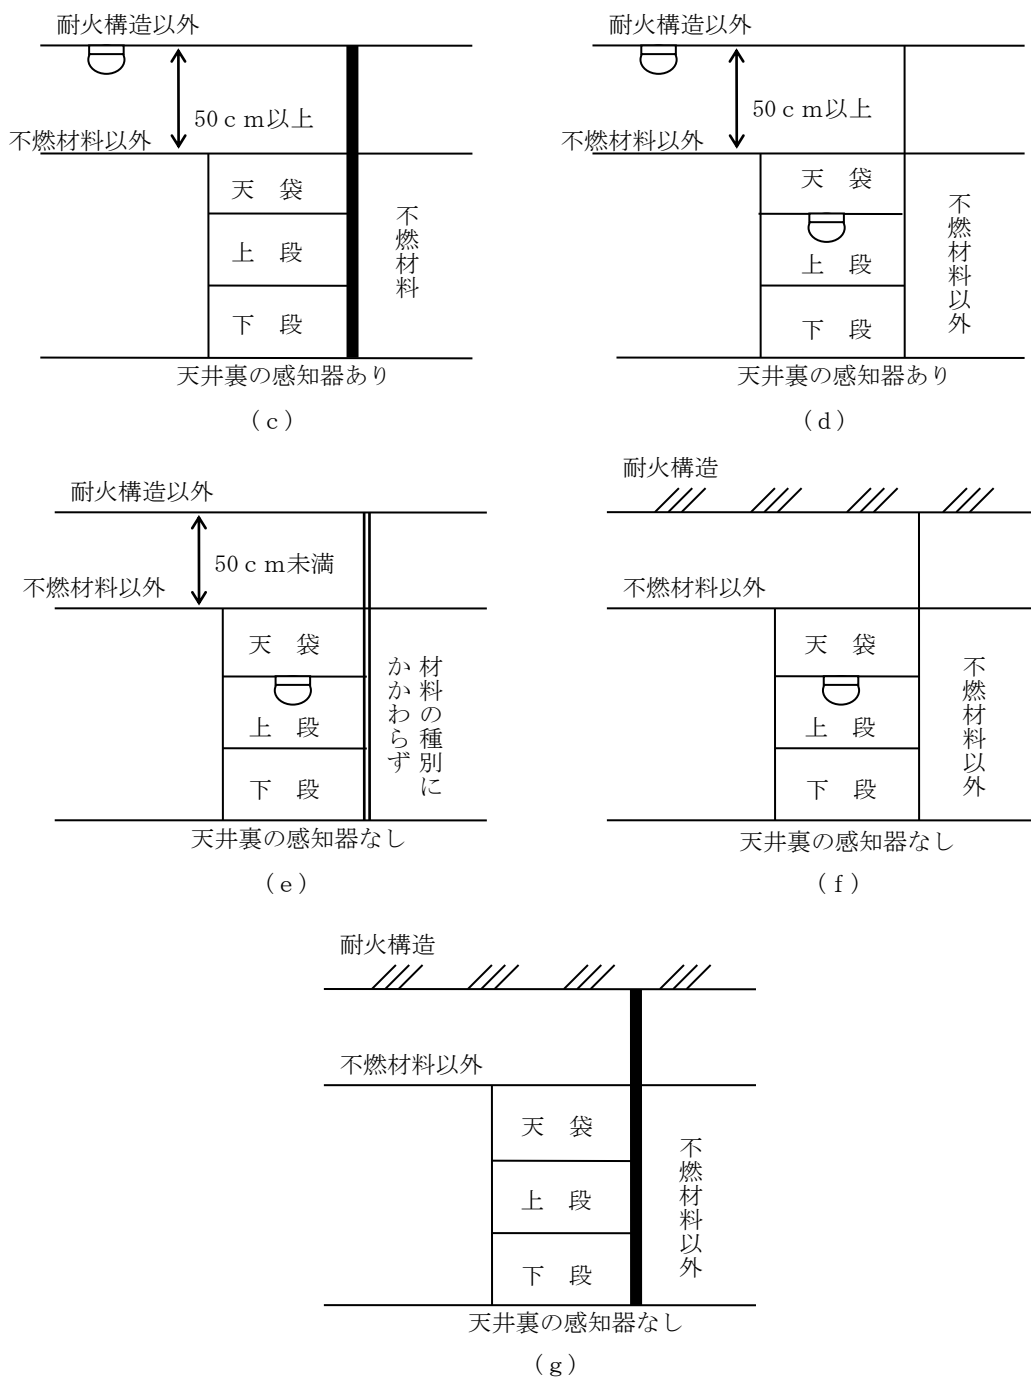 耐火構造以外
50ｃｍ以上
不燃材料以外
天　袋
上　段
下　段
不燃材料
天井裏の感知器あり
（ｃ）
耐火構造以外
50ｃｍ以上
不燃材料以外
天　袋
上　段
下　段
不燃材料以外
天井裏の感知器あり
（ｄ）
耐火構造以外
50ｃｍ未満
不燃材料以外
天　袋
上　段
下　段
材料の種別に
かかわらず
天井裏の感知器なし
（ｅ）
耐火構造
不燃材料以外
天　袋
上　段
下　段
不燃材料以外
天井裏の感知器なし
（ｆ）
耐火構造
不燃材料以外
天　袋
上　段
下　段
不燃材料以外
天井裏の感知器なし
（ｇ）